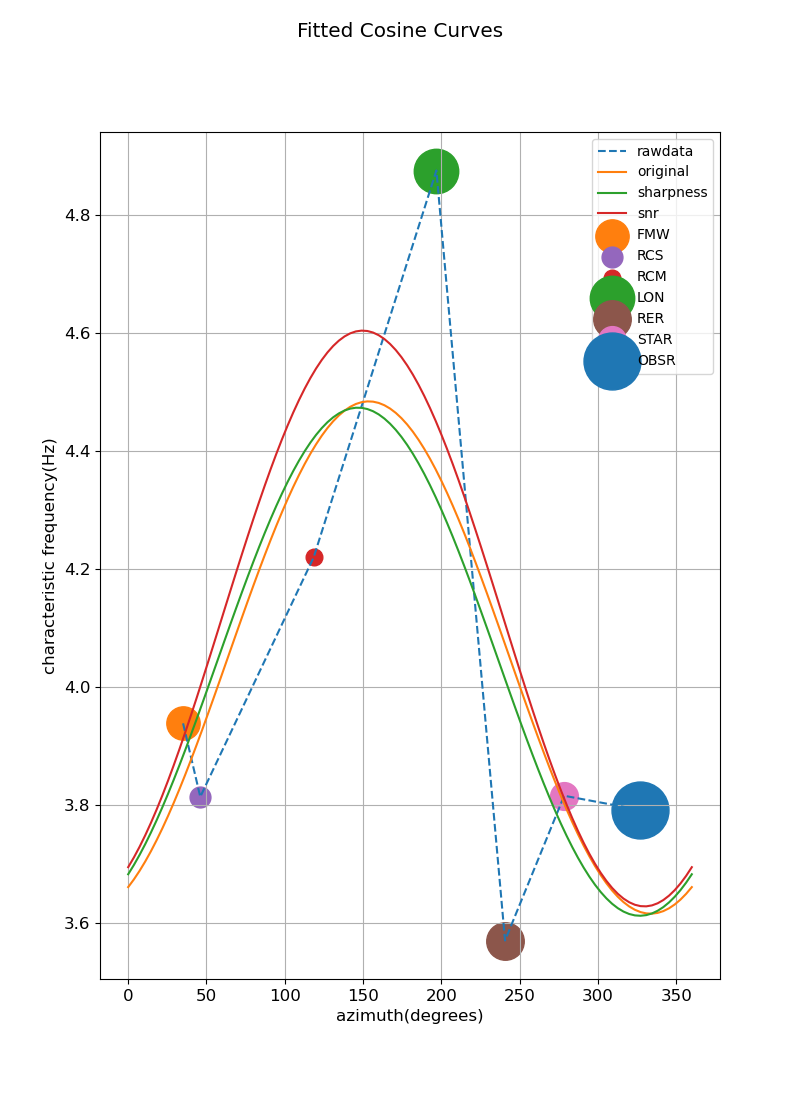 Fitted Cosine Curves
characteristic frequency(Hz)
4.8
4.6
4.4
4.2
4.0
3.8
3.6
rawdata
original
sharpness
snr
FMW
RCS
RCM
LON
RER
STAR
OBSR
0 50 100 150 200 250 300 350
azimuth(degrees)